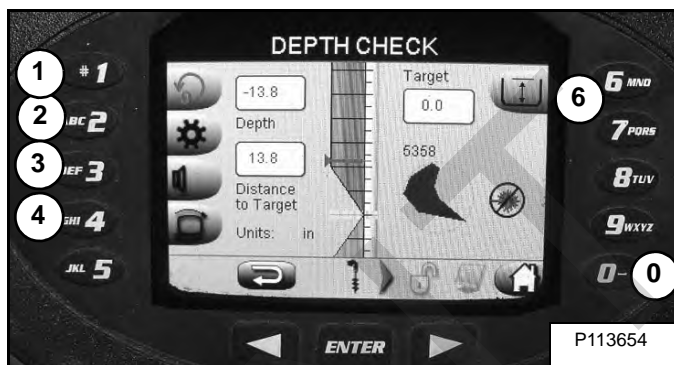 DEPTH CHECK
1
# 1
2
ABC 2
3
DEF 3
4
GHI 4
JKL 5
-13.8
Depth
13.8
Distance
to Target
Units: in
Target
0.0
5358
6
6 MNO
7 PQRS
8 TUV
9 WXYZ
0-
0
ENTER
P113654